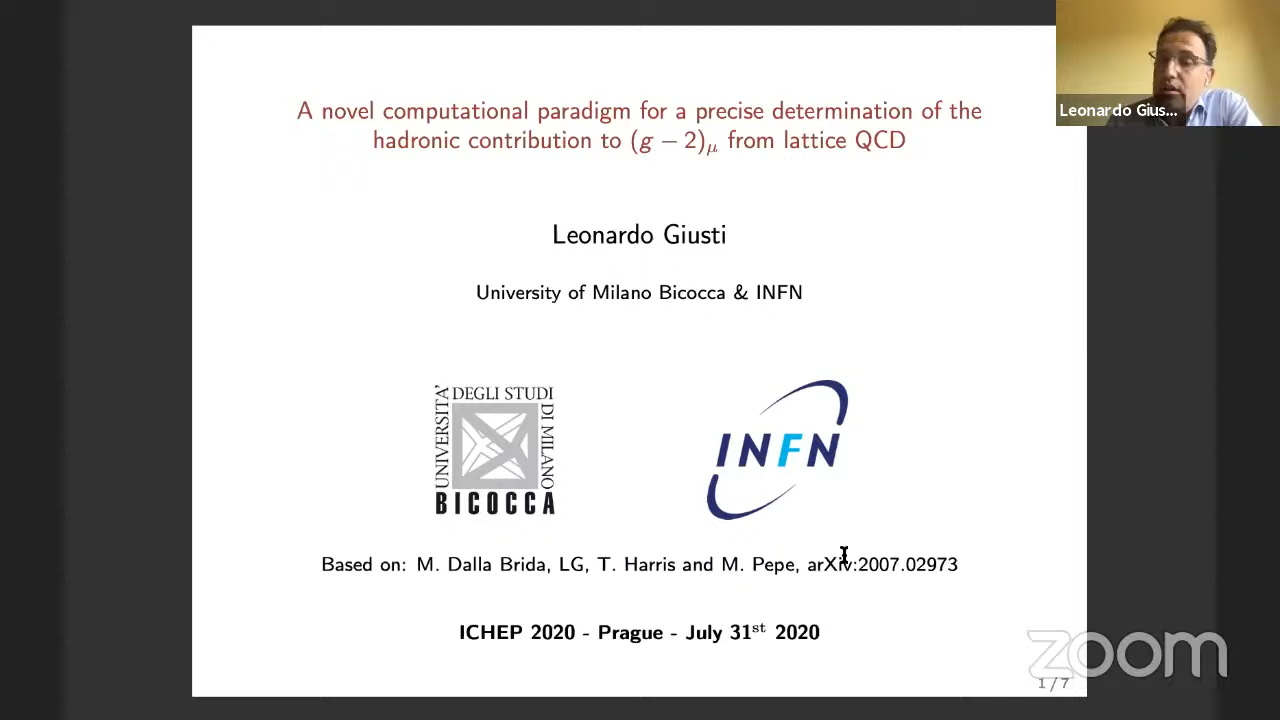 A novel computational paradigm for a precise determination of the
hadronic contribution to (g − 2)μ from lattice QCD
Leonardo Gius...
Leonardo Giusti
University of Milano Bicocca & INFN
UNIVERSITA' DEGLI STUDI DI MILANO
BICOCCA
INFN
Based on: M. Dalla Brida, LG, T. Harris and M. Pepe, arXiv:2007.02973
ICHEP 2020 - Prague - July 31st 2020
zoom
1 / 7